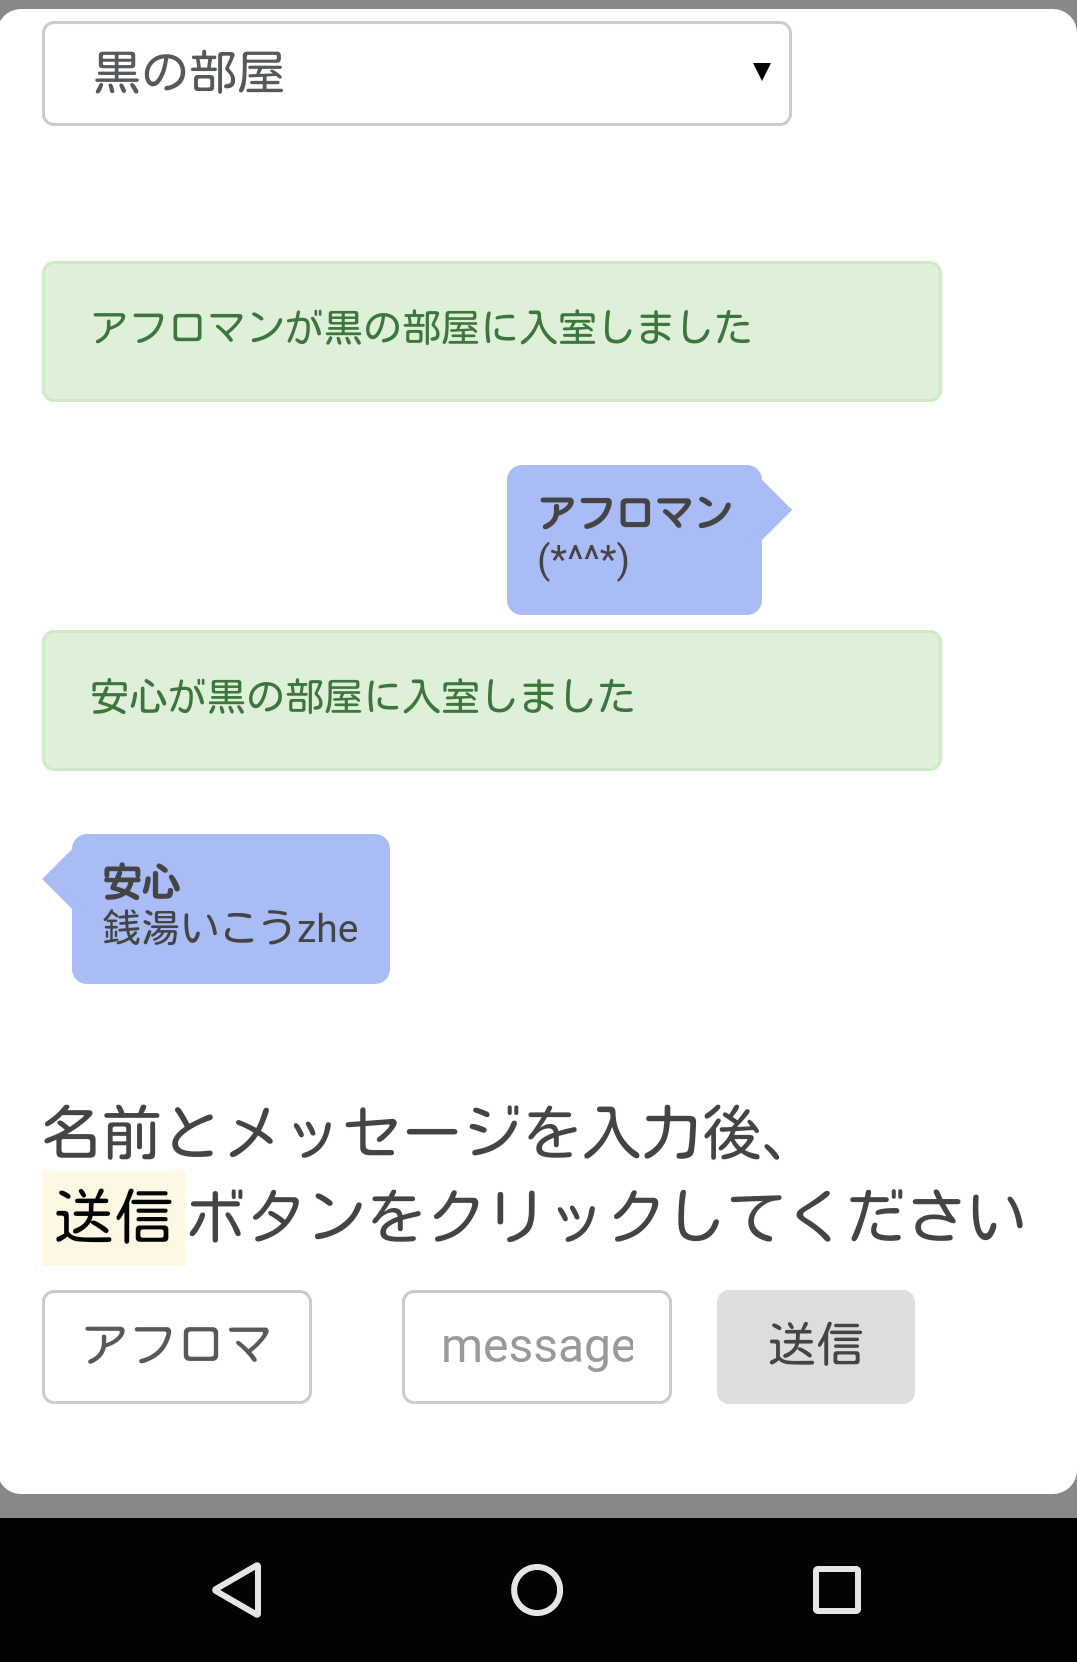 黒の部屋
アフロマンが黒の部屋に入室しました
アフロマン
(*^^*)
安心が黒の部屋に入室しました
安心
銭湯いこうzhe
名前とメッセージを入力後、
送信ボタンをクリックしてください
アフロマ
message
送信